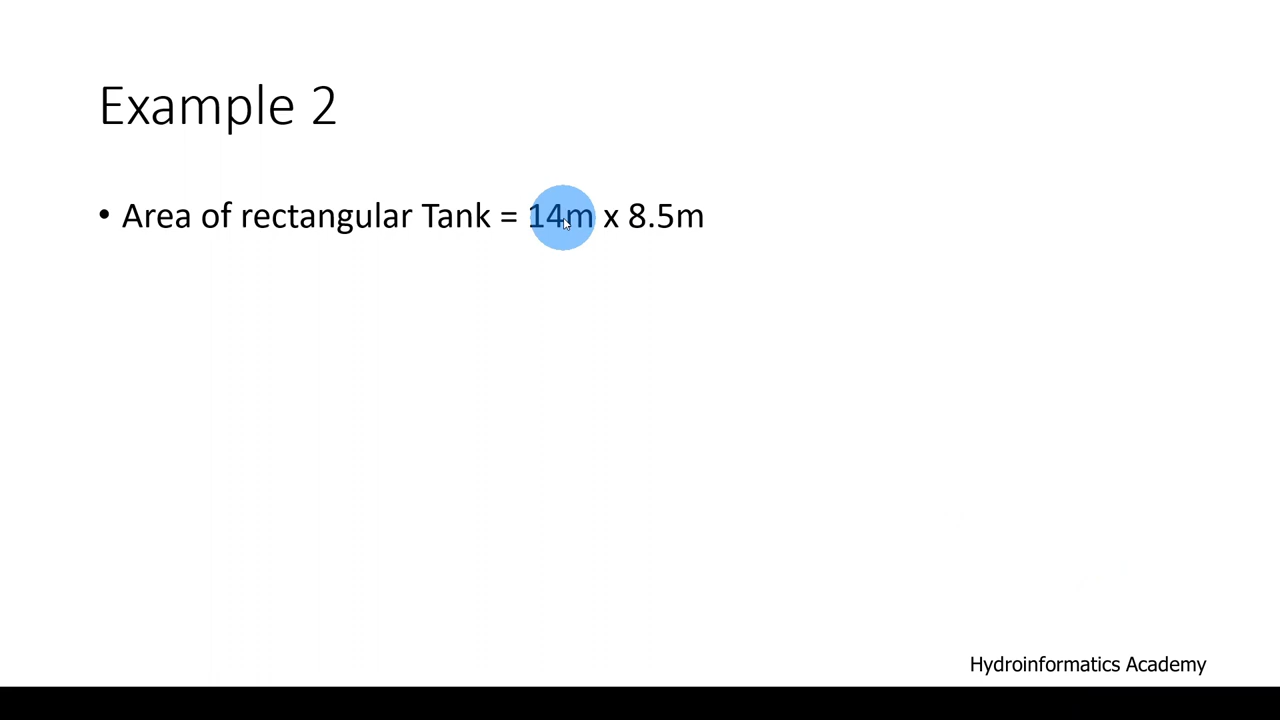 Example 2
• Area of rectangular Tank = 14m x 8.5m
Hydroinformatics Academy